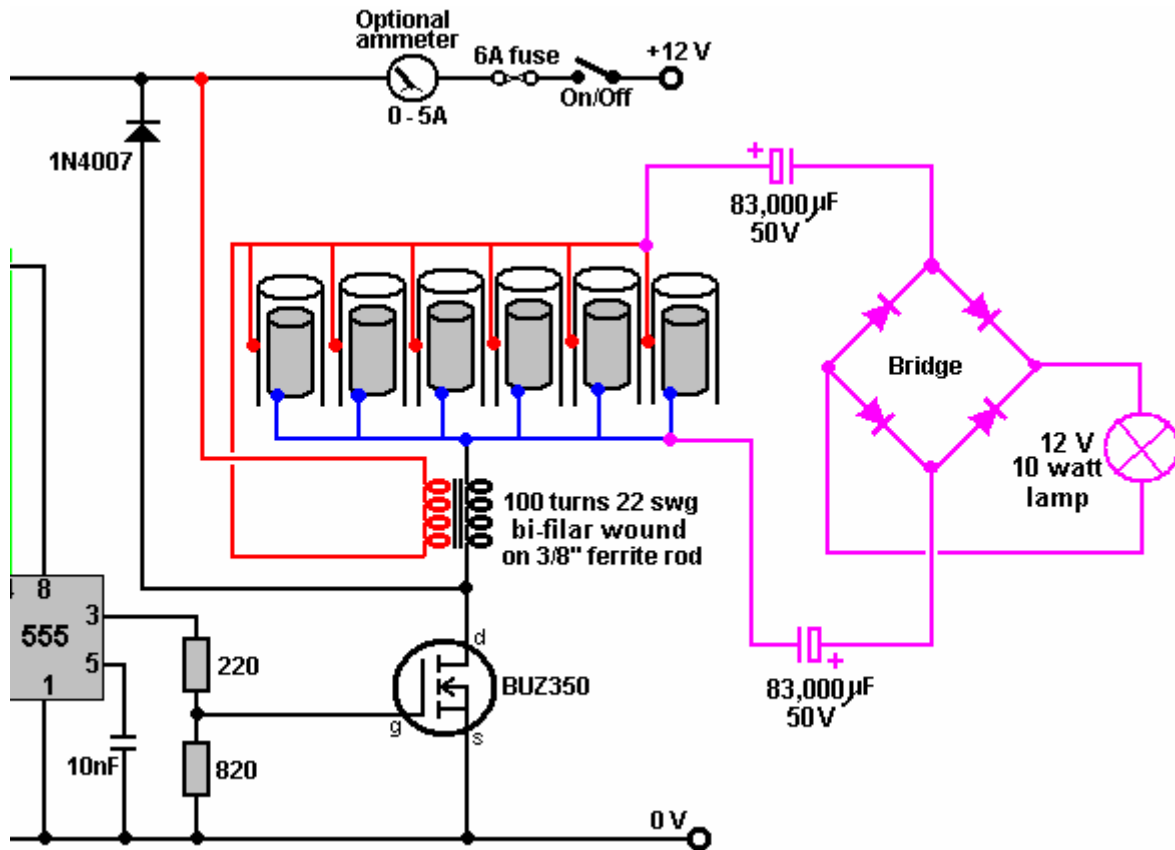 Optional
ammeter
6A fuse
+12 V
On/Off
0 - 5A
1N4007
+
83,000µF
50V
Bridge
12 V
10 watt
lamp
100 turns 22 swg
bi-filar wound
on 3/8" ferrite rod
8
3
555
5
1
220
d
BUZ350
g
s
+
83,000µF
50V
10nF
820
0 V